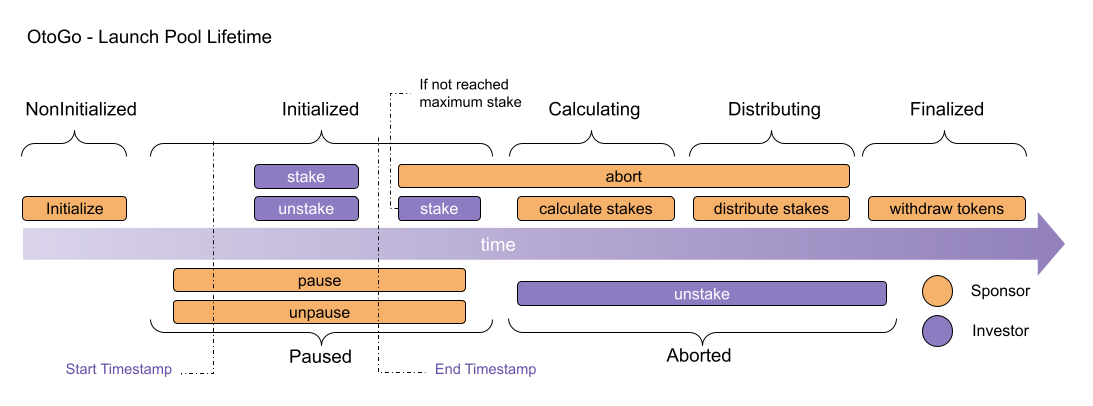 OtoGo - Launch Pool Lifetime
If not reached
maximum stake
NonInitialized
Initialized
Calculating
Distributing
Finalized
stake
abort
Initialize
unstake
stake
calculate stakes
distribute stakes
withdraw tokens
time
pause
unstake
Sponsor
unpause
Investor
Paused
Aborted
Start Timestamp
End Timestamp